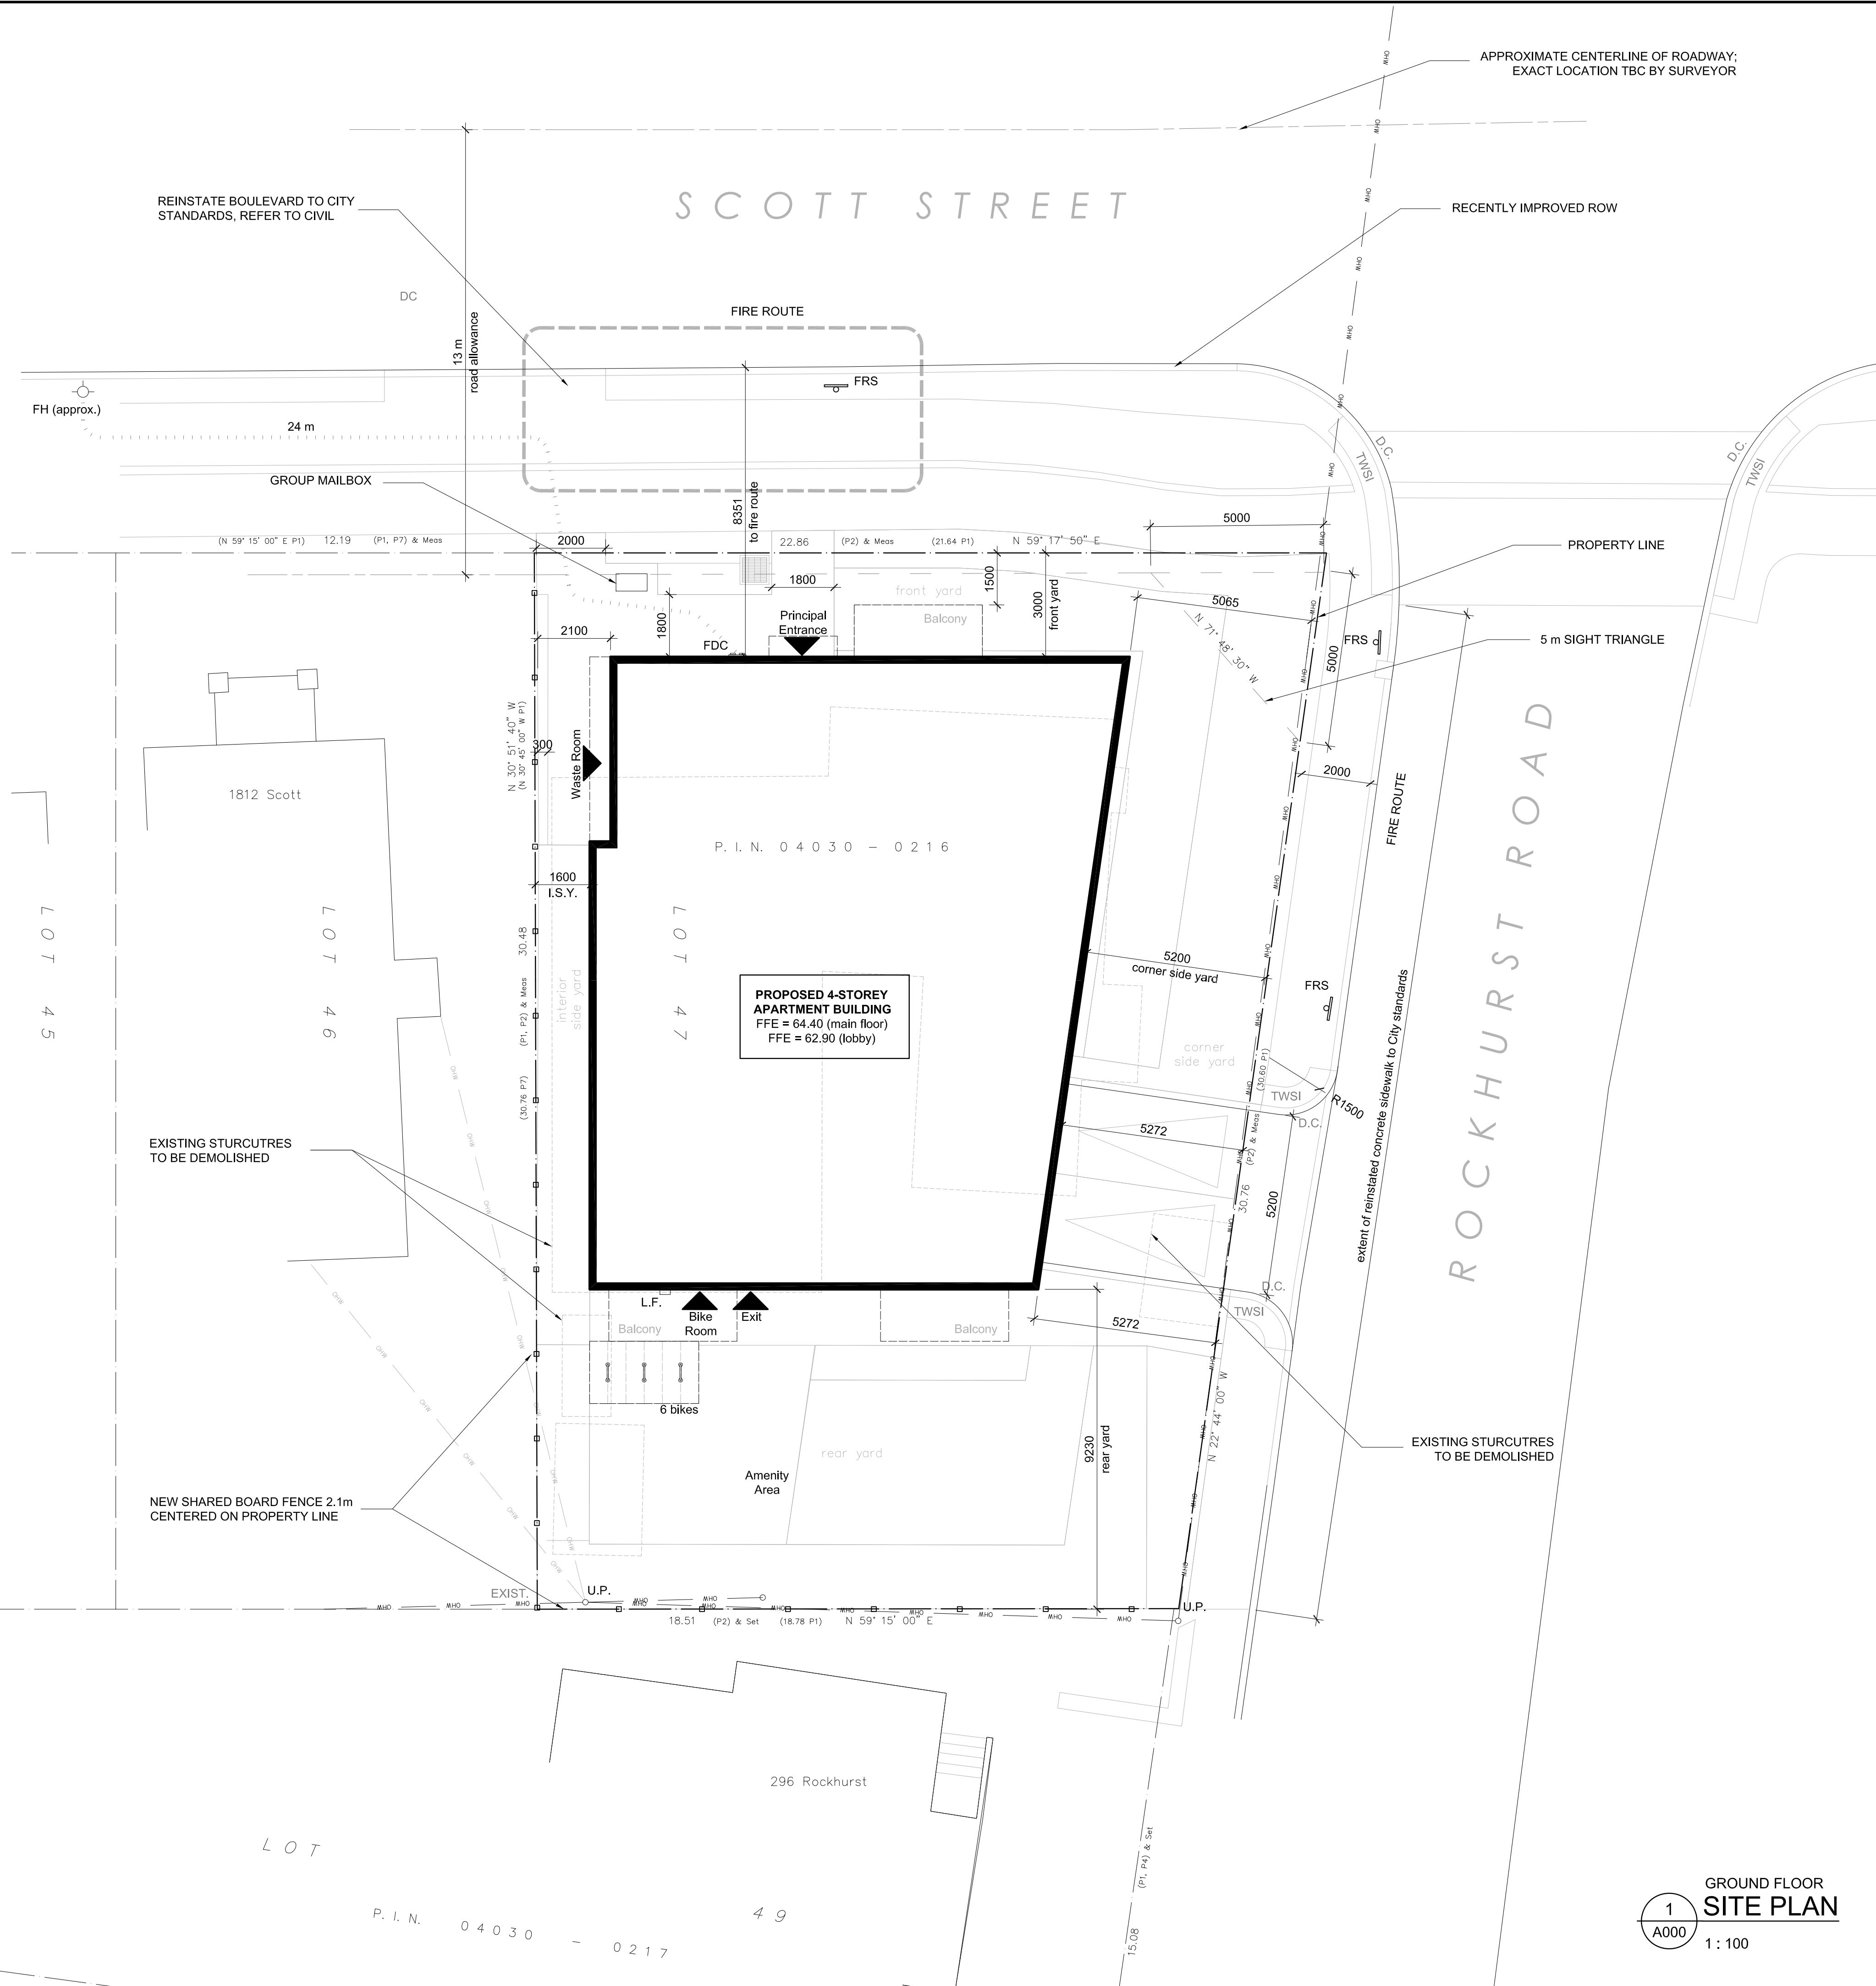 APPROXIMATE CENTERLINE OF ROADWAY;
EXACT LOCATION TBC BY SURVEYOR
SCOTT STREET
REINSTATE BOULEVARD TO CITY
STANDARDS, REFER TO CIVIL
RECENTLY IMPROVED ROW
DC
13 m
road allowance
FIRE ROUTE
FRS
FH (approx.)
24 m
D.C.
TWSI
D.C.
TWSI
GROUP MAILBOX
8351
to fire route
5000
(N 59° 15' 00" E P1) 12.19 (P1, P7) & Meas
2000
22.86 (P2) & Meas (21.64 P1) N 59° 17' 50" E
PROPERTY LINE
1800
1500
3000
front yard
front yard
Balcony
5065
2100
1800
Principal
Entrance
FDC
N 71° 48' 30" W
5000
FRS
5 m SIGHT TRIANGLE
N 30° 51' 40" W
(N 30° 45' 00" W P1)
300
Waste Room
1812 Scott
2000
FIRE ROUTE
ROCKHURST ROAD
P.I.N. 04030 - 0216
1600
I.S.Y.
LOT 45
LOT 46
LOT 47
30.48
(P1, P2) & Meas
(30.76 P7)
interior
side yard
5200
corner side yard
PROPOSED 4-STOREY
APARTMENT BUILDING
FFE = 64.40 (main floor)
FFE = 62.90 (lobby)
FRS
corner
side yard
(30.60 P1)
(P2) & Meas
30.76
TWSI
R1500
D.C.
5272
5200
extent of reinstated concrete sidewalk to City standards
EXISTING STURCUTRES
TO BE DEMOLISHED
D.C.
TWSI
L.F.
Bike
Room
Exit
Balcony
Balcony
5272
6 bikes
N 22° 44' 00" W
rear yard
9230
rear yard
Amenity
Area
EXISTING STURCUTRES
TO BE DEMOLISHED
NEW SHARED BOARD FENCE 2.1m
CENTERED ON PROPERTY LINE
EXIST.
U.P.
U.P.
OHW
OHW
OHW
OHW
18.51 (P2) & Set (18.78 P1) N 59° 15' 00" E
296 Rockhurst
LOT 49
P.I.N. 04030 - 0217
(P1, P4) & Set
15.08
GROUND FLOOR
SITE PLAN
1
A000
1 : 100